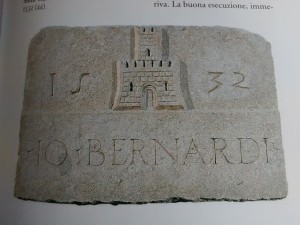 riva. La buona esecuzione, imme-
15 32
·IO·BERNARDI·